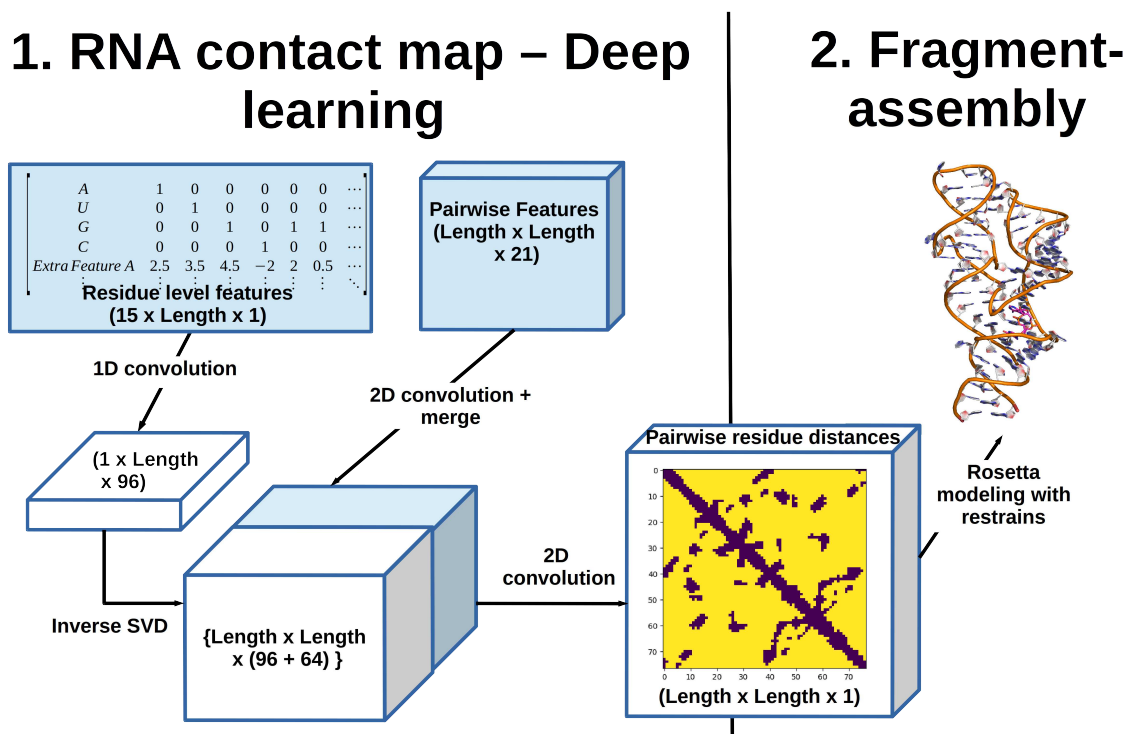 1. RNA contact map – Deep
learning
2. Fragment-
assembly
A 1 0 0 0 0 0 ⋯
U 0 1 0 0 0 0 ⋯
G 0 0 1 0 1 1 ⋯
C 0 0 0 1 0 0 ⋯
Extra Feature A 2.5 3.5 4.5 −2 2 0.5 ⋯
⋮ ⋮ ⋮ ⋮ ⋮ ⋮ ⋮ ⋱
Residue level features
(15 x Length x 1)
Pairwise Features
(Length x Length
x 21)
1D convolution
2D convolution +
merge
(1 x Length
x 96)
Inverse SVD
{Length x Length
x (96 + 64) }
2D
convolution
Pairwise residue distances
0
10
20
30
40
50
60
70
0 10 20 30 40 50 60 70
(Length x Length x 1)
Rosetta
modeling with
restrains